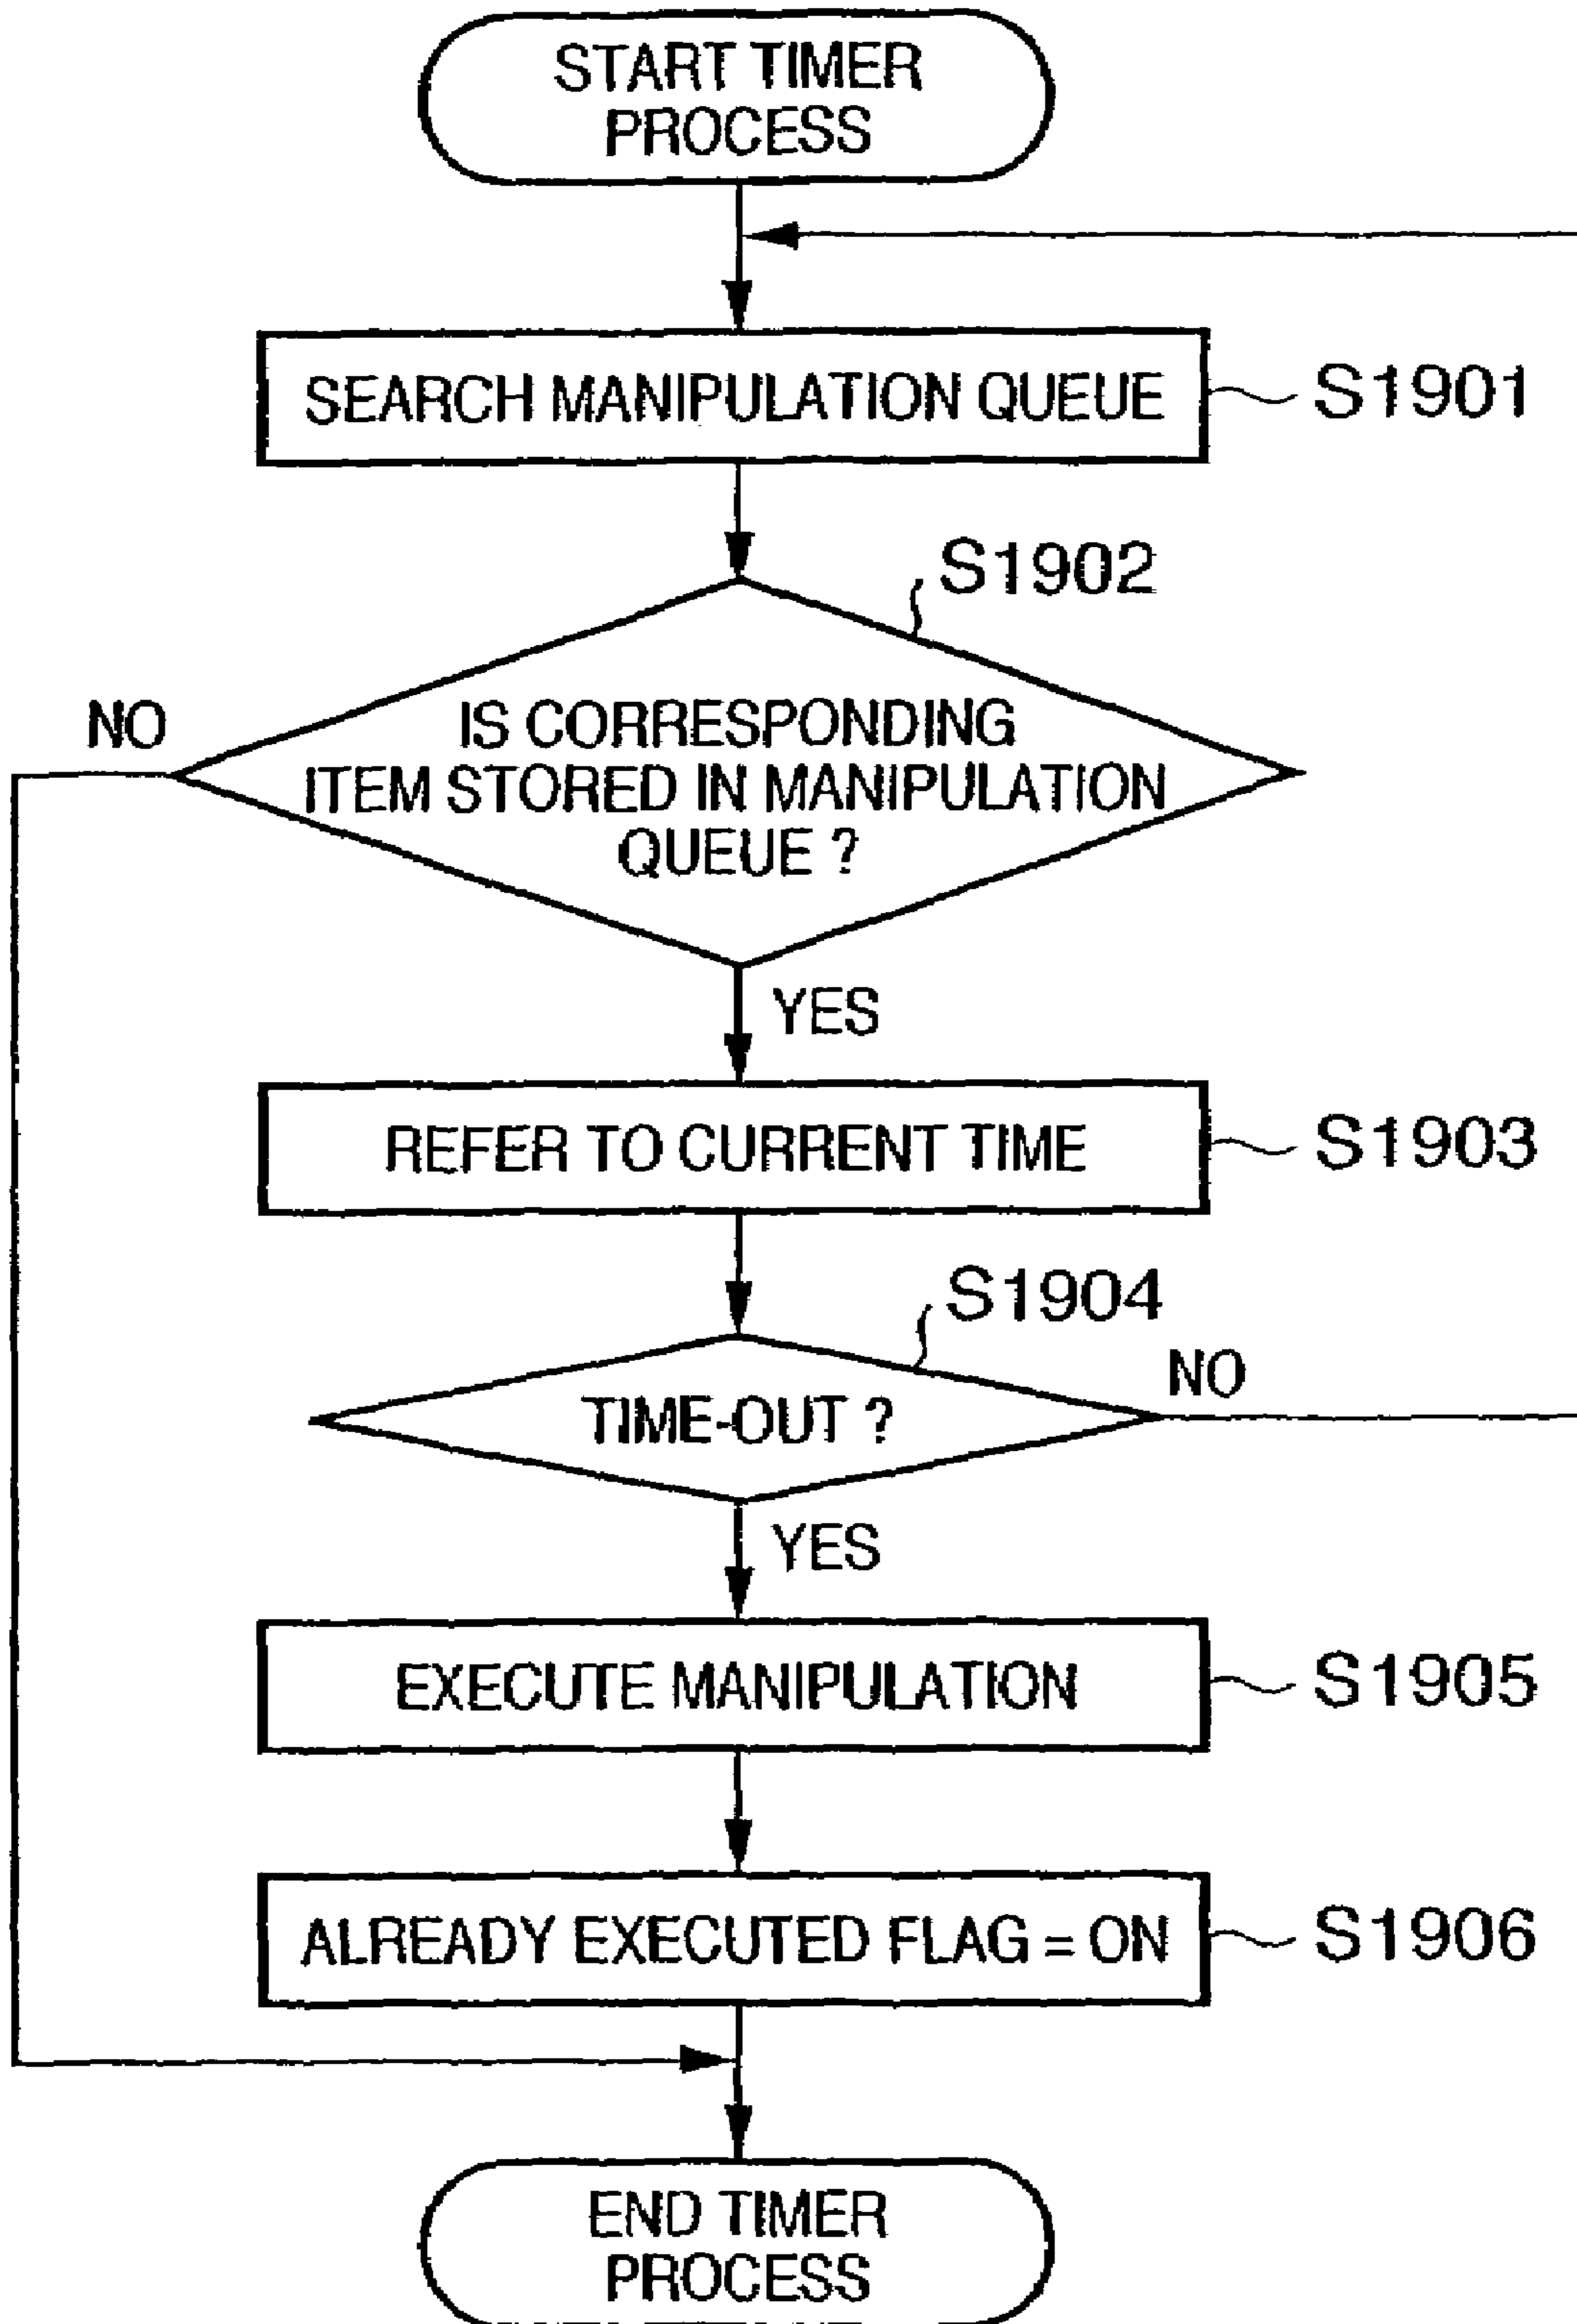 START TIMER
PROCESS
SEARCH MANIPULATION QUEUE
S1901
S1902
NO
IS CORRESPONDING
ITEM STORED IN MANIPULATION
QUEUE ?
YES
REFER TO CURRENT TIME
S1903
S1904
NO
TIME-OUT ?
YES
EXECUTE MANIPULATION
S1905
ALREADY EXECUTED FLAG = ON
S1906
END TIMER
PROCESS